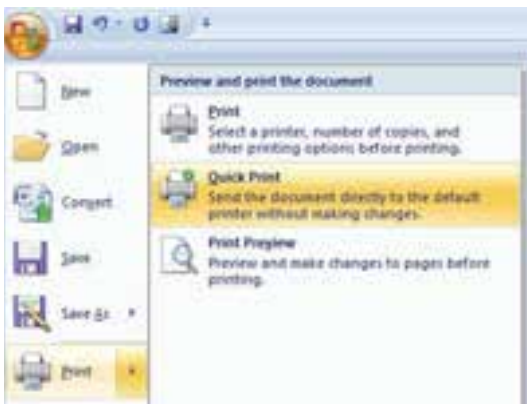 New
Open
Convert
Save
Save As
Print
Preview and print the document
Print
Select a printer, number of copies, and
other printing options before printing.
Quick Print
Send the document directly to the default
printer without making changes.
Print Preview
Preview and make changes to pages before
printing.